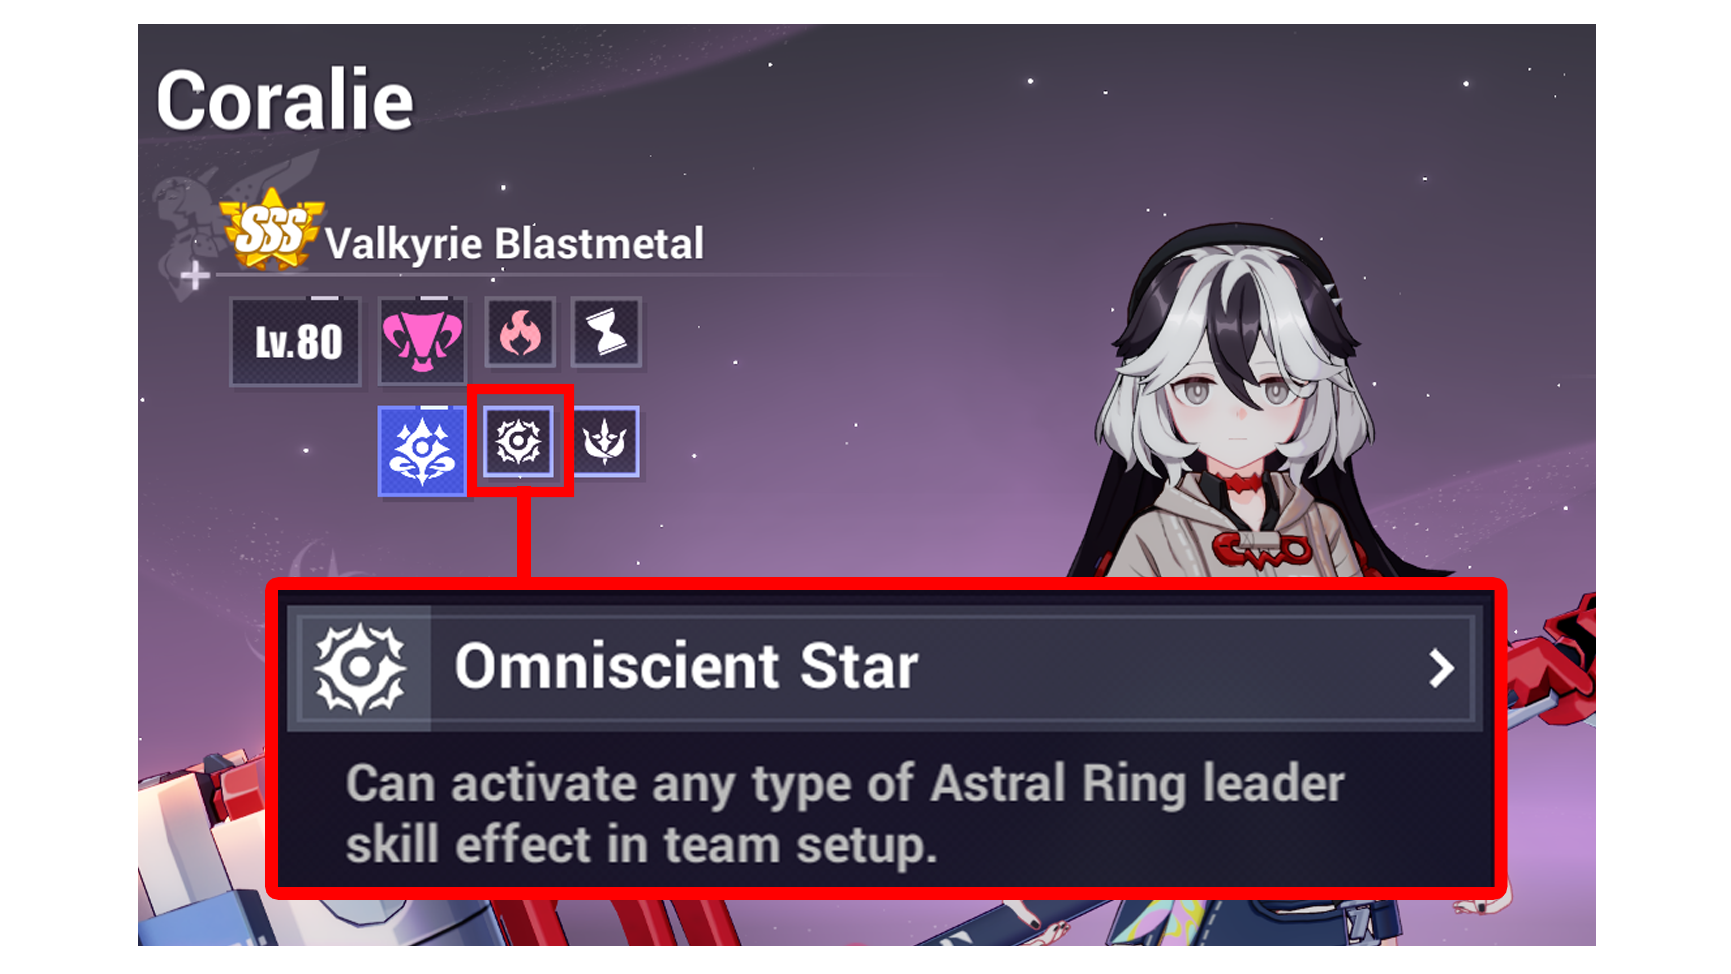 Coralie
SSS Valkyrie Blastmetal
Lv.80
Omniscient Star
Can activate any type of Astral Ring leader
skill effect in team setup.